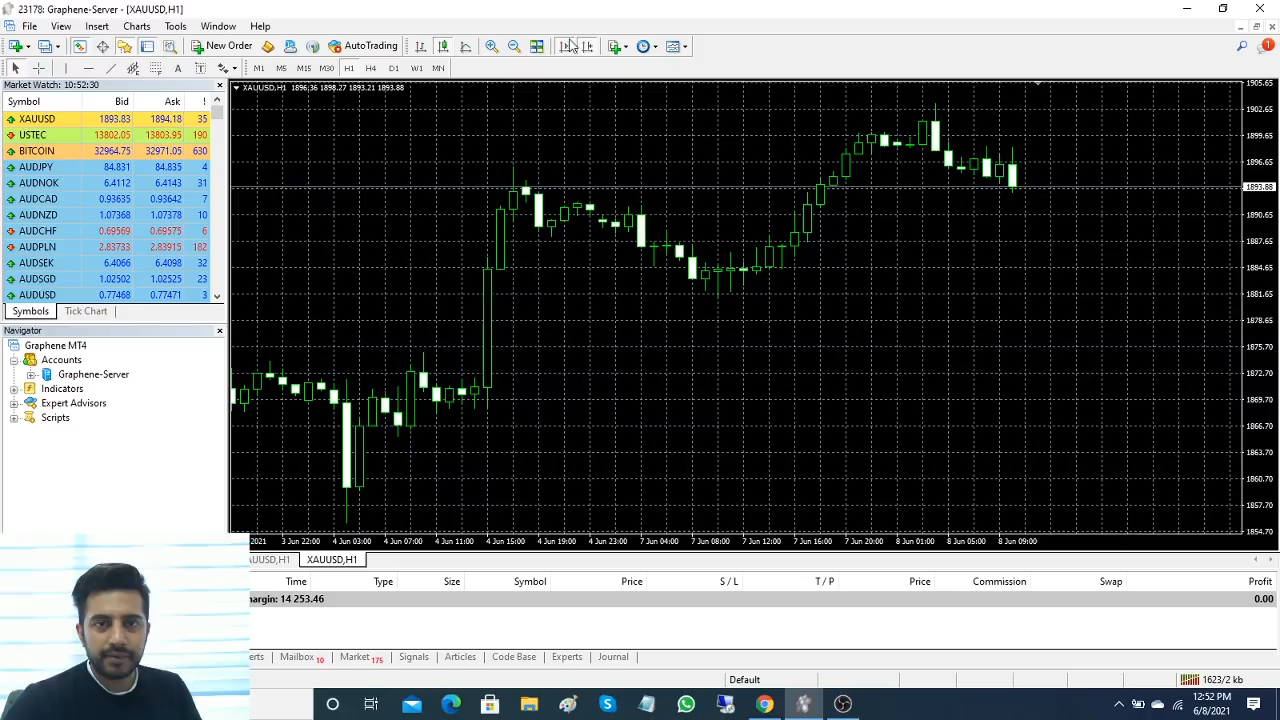 23178: Graphene-Server - [XAUUSD,H1]
File View Insert Charts Tools Window Help
New Order AutoTrading 1
M1 M5 M15 M30 H1 H4 D1 W1 MN
Market Watch: 10:52:30
Symbol Bid Ask !
XAUUSD 1893.83 1894.18 35
USTEC 13802.05 13803.95 190
BITCOIN 32964.75 32971.05 630
AUDJPY 84.831 84.835 4
AUDNOK 6.4112 6.4143 31
AUDCAD 0.93635 0.93642 7
AUDNZD 1.07368 1.07378 10
AUDCHF 0.69569 0.69575 6
AUDPLN 2.83733 2.83915 182
AUDSEK 6.4066 6.4098 32
AUDSGD 1.02502 1.02525 23
AUDUSD 0.77468 0.77471 3
Symbols Tick Chart
Navigator
Graphene MT4
Accounts
Graphene-Server
Indicators
Expert Advisors
Scripts
XAUUSD,H1 1896.36 1898.27 1893.21 1893.88
1905.65
1902.65
1899.65
1896.65
1890.65
1887.65
1884.65
1881.65
1878.65
1875.70
1872.70
1869.70
1866.70
1863.70
1860.70
1857.70
1854.70
2021 3 Jun 22:00 4 Jun 03:00 4 Jun 07:00 4 Jun 11:00 4 Jun 15:00 4 Jun 19:00 4 Jun 23:00 7 Jun 04:00 7 Jun 08:00 7 Jun 12:00 7 Jun 16:00 7 Jun 20:00 8 Jun 01:00 8 Jun 05:00 8 Jun 09:00
AUUSD,H1 XAUUSD,H1
Time Type Size Symbol Price S / L T / P Price Commission Swap Profit
margin: 14 253.46 0.00
erts Mailbox 10 Market 175 Signals Articles Code Base Experts Journal
Default 1623/2 kb
12:52 PM
6/8/2021